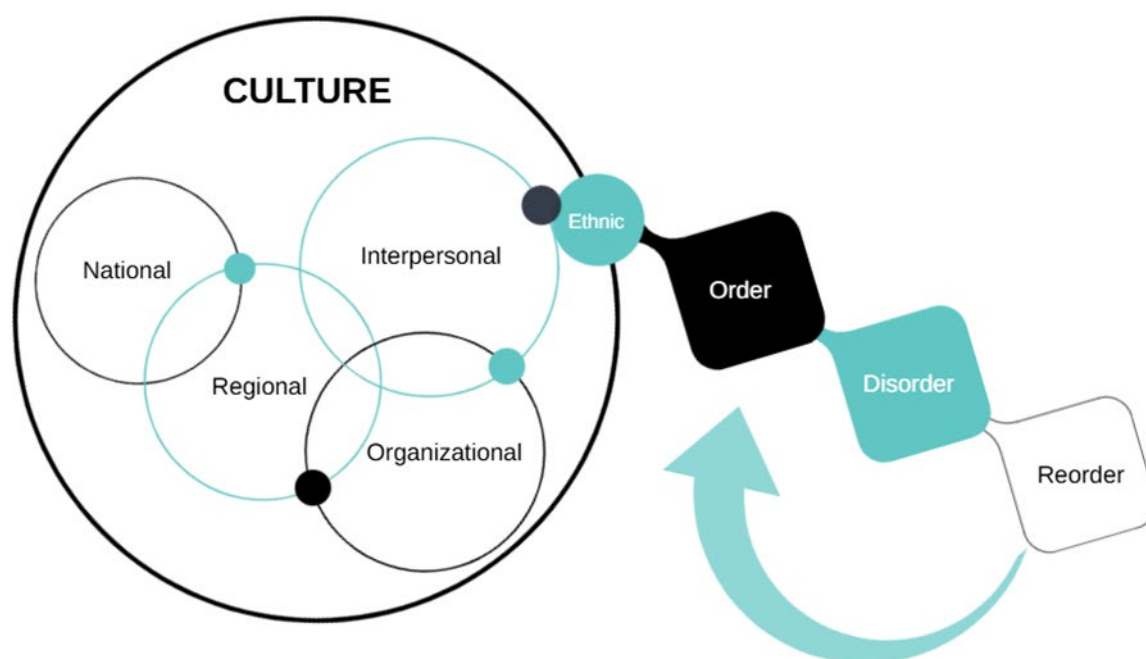 CULTURE
National
Interpersonal
Ethnic
Regional
Organizational
Order
Disorder
Reorder